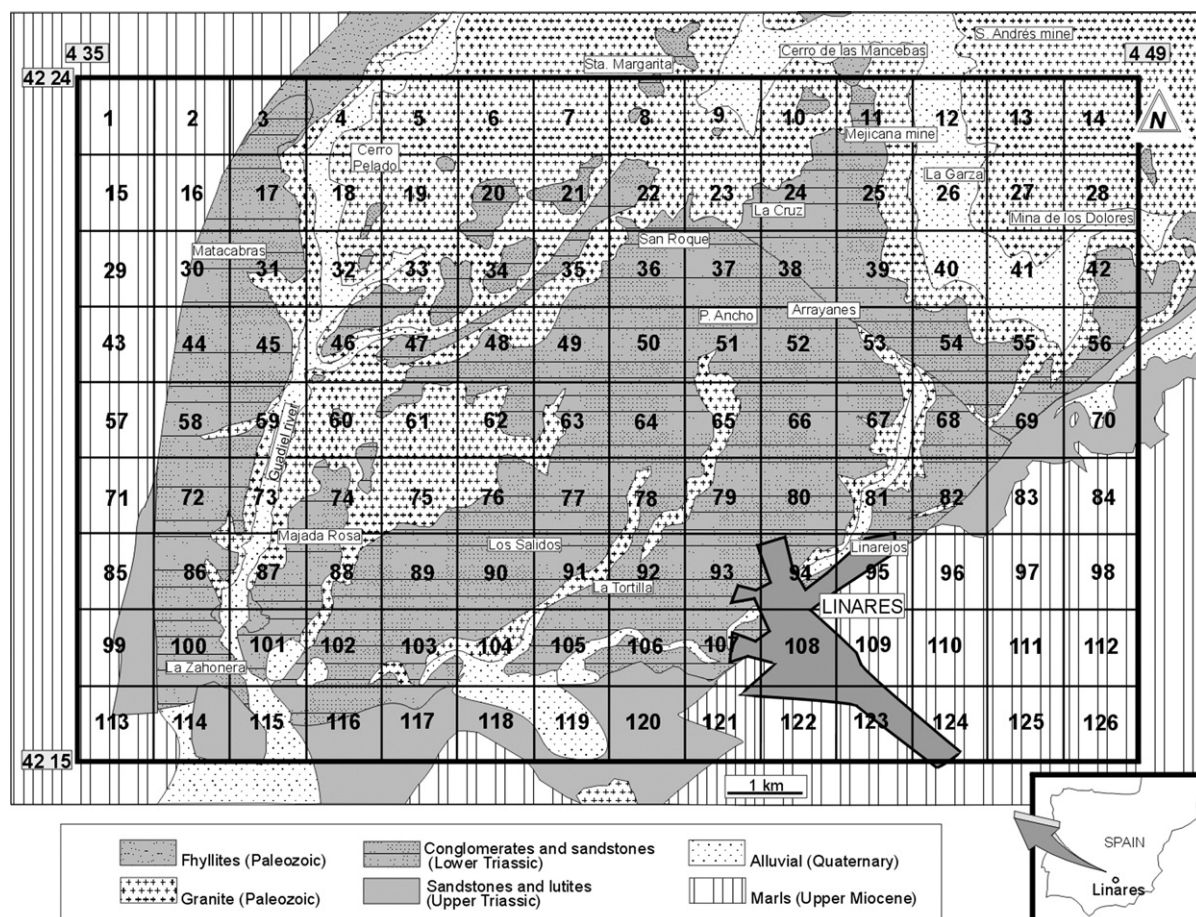 S. Andrés mine
4 35
Cerro de las Mancebas
4 49
Sta. Margarita
42 24
1 2 3 4 5 6 7 8 9 10 11 12 13 14
N
Mejicana mine
Cerro
Pelado
La Garza
15 16 17 18 19 20 21 22 23 24 25 26 27 28
La Cruz
Mina de los Dolores
San Roque
Matacabras
29 30 31 32 33 34 35 36 37 38 39 40 41 42
P. Ancho
Arrayanes
43 44 45 46 47 48 49 50 51 52 53 54 55 56
57 58 59 60 61 62 63 64 65 66 67 68 69 70
Guadiel river
71 72 73 74 75 76 77 78 79 80 81 82 83 84
Majada Rosa
Los Salidos
Linarejos
85 86 87 88 89 90 91 92 93 94 95 96 97 98
La Tortilla
LINARES
99 100 101 102 103 104 105 106 107 108 109 110 111 112
La Zahonera
113 114 115 116 117 118 119 120 121 122 123 124 125 126
42 15
1 km
SPAIN
Linares
Fhyllites (Paleozoic)
Granite (Paleozoic)
Conglomerates and sandstones
(Lower Triassic)
Sandstones and lutites
(Upper Triassic)
Alluvial (Quaternary)
Marls (Upper Miocene)